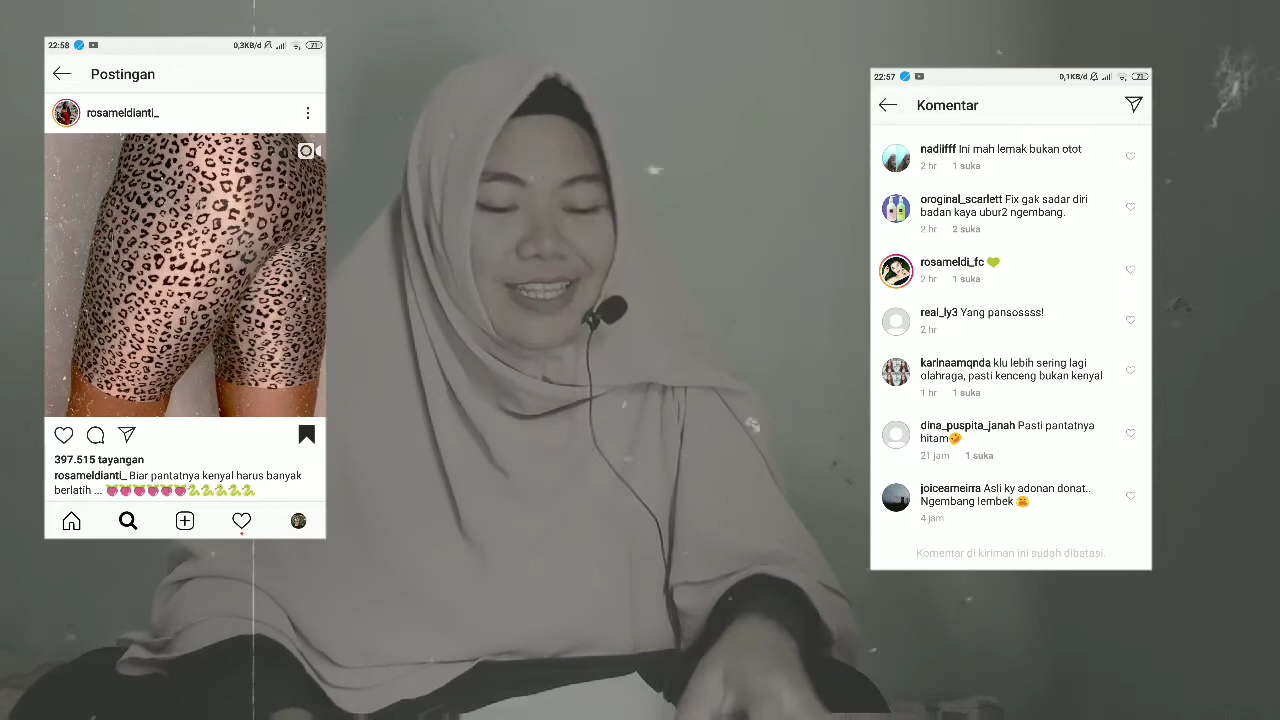 22:58
0,3KB/d
71
Postingan
rosameldianti_
397.515 tayangan
rosameldianti_ Biar pantatnya kenyal harus banyak
berlatih ... 💗💗💗💗💗💗🐍🐍🐍🐍🐍
22:57
0,1KB/d
71
Komentar
nadiifff Ini mah lemak bukan otot
2 hr 1 suka
oroginal_scarlett Fix gak sadar diri
badan kaya ubur2 ngembang.
2 hr 2 suka
rosameldi_fc 💚
2 hr 1 suka
real_ly3 Yang pansossss!
2 hr
karinaamqnda klu lebih sering lagi
olahraga, pasti kenceng bukan kenyal
1 hr 1 suka
dina_puspita_janah Pasti pantatnya
hitam🤣
21 jam 1 suka
joiceameirra Asli ky adonan donat..
Ngembang lembek
4 jam
Komentar di kiriman ini sudah dibatasi.